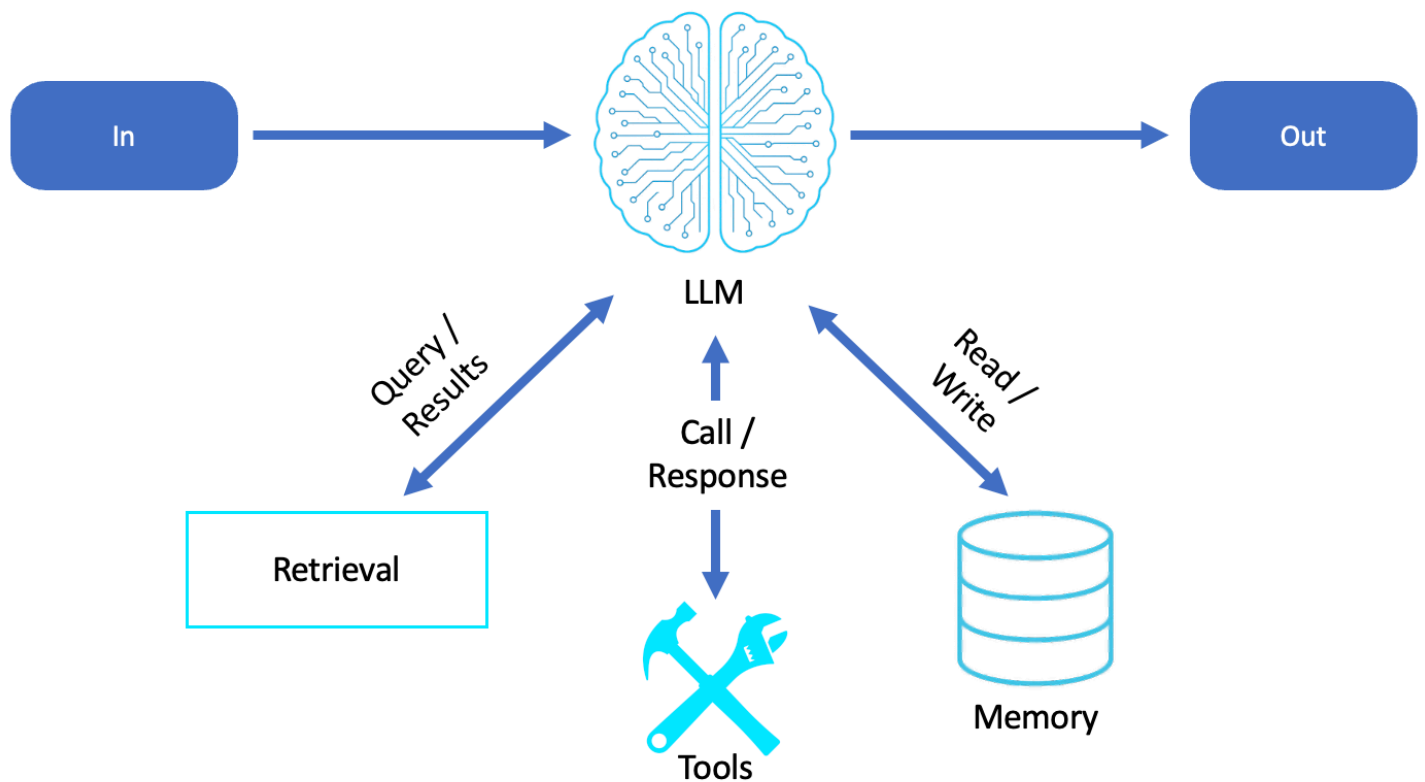 In
Out
LLM
Query /
Results
Call /
Response
Read /
Write
Retrieval
Memory
Tools